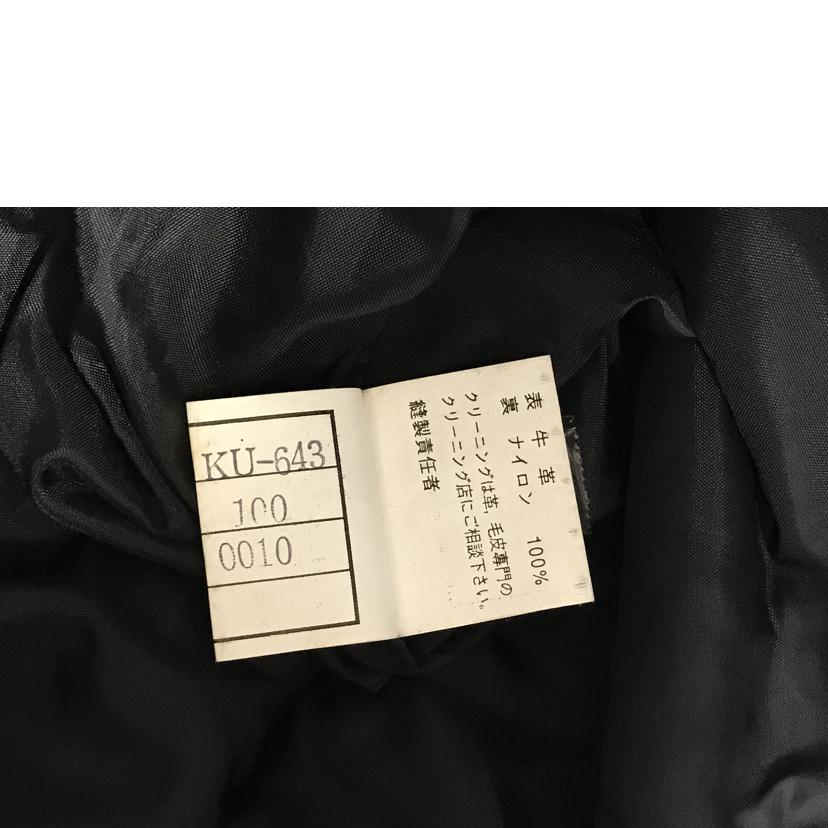 KU-643
100
0010
表 牛 革
裏 ナイロン 100%
クリーニングは革,毛皮専門の
クリーニング店にご相談下さい。
縫製責任者